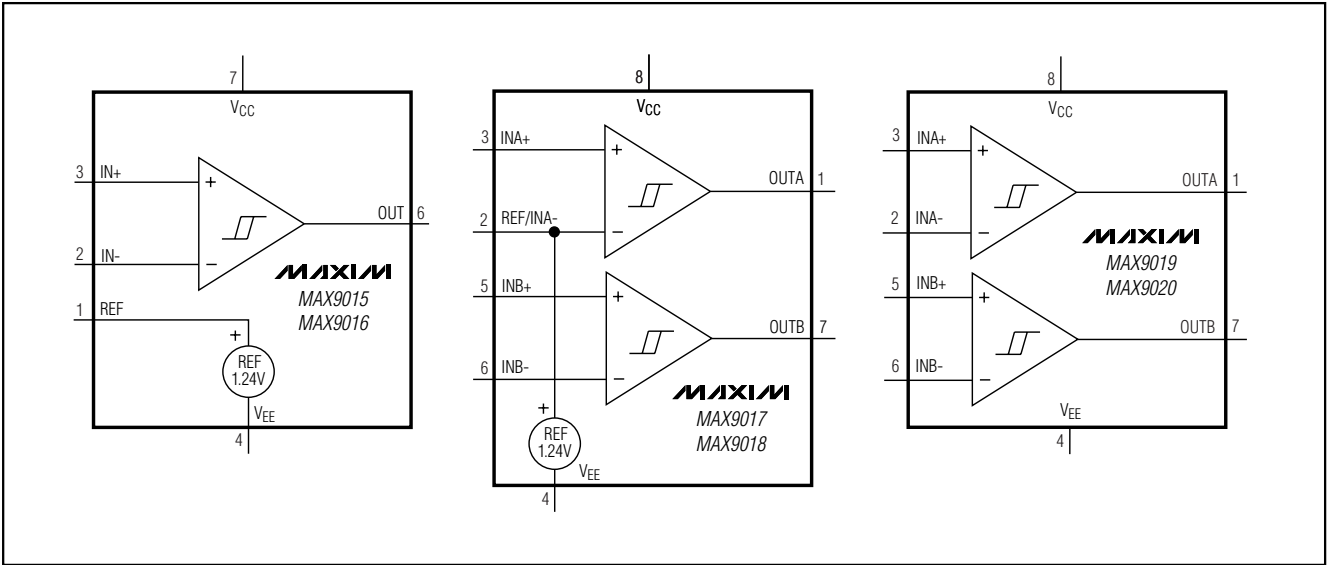 7
VCC
3 IN+
+
OUT 6
2 IN-
−
MAXIM
MAX9015
MAX9016
1 REF
+
REF
1.24V
VEE
4
8
VCC
3 INA+
+
OUTA 1
2 REF/INA-
−
5 INB+
+
OUTB 7
6 INB-
−
MAXIM
MAX9017
MAX9018
+
REF
1.24V
VEE
4
8
VCC
3 INA+
+
OUTA 1
2 INA-
−
MAXIM
MAX9019
MAX9020
5 INB+
+
OUTB 7
6 INB-
−
VEE
4